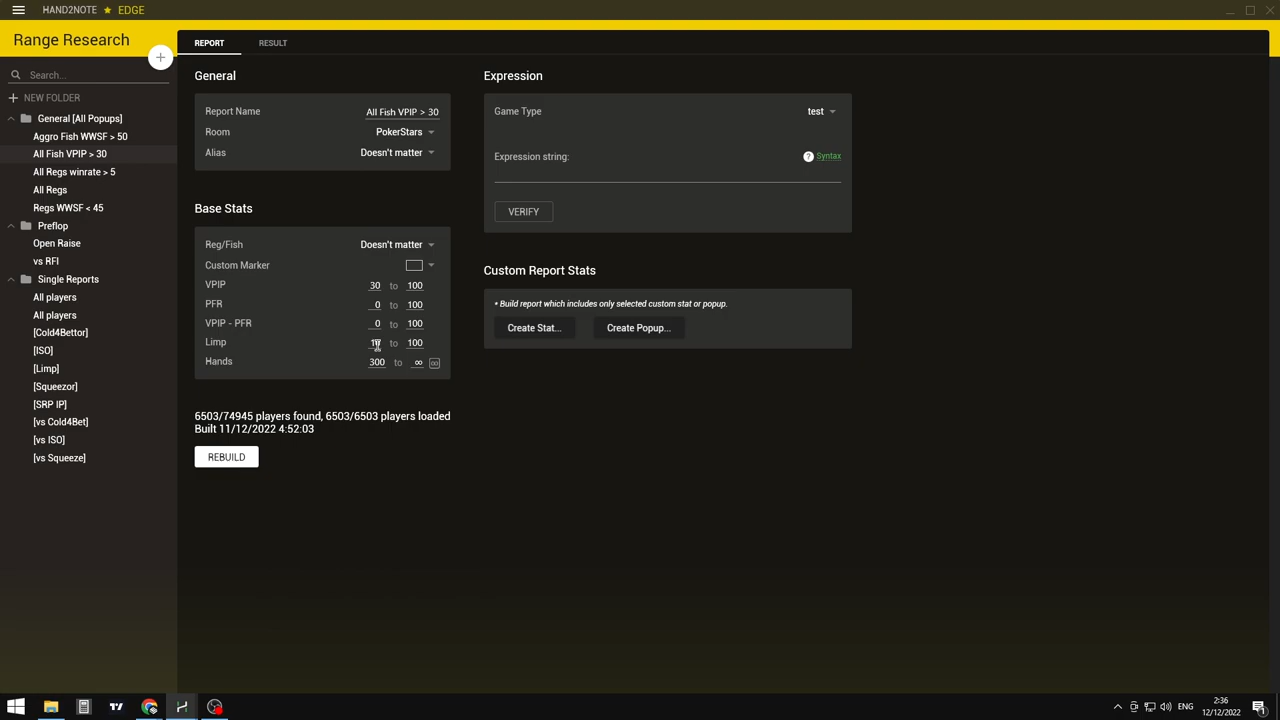 HAND2NOTE ★ EDGE
Range Research
Search...
NEW FOLDER
General [All Popups]
Aggro Fish WWSF > 50
All Fish VPIP > 30
All Regs winrate > 5
All Regs
Regs WWSF < 45
Preflop
Open Raise
vs RFI
Single Reports
All players
All players
[Cold4Bettor]
[ISO]
[Limp]
[Squeezor]
[SRP IP]
[vs Cold4Bet]
[vs ISO]
[vs Squeeze]
REPORT RESULT
General
Report Name All Fish VPIP > 30
Room PokerStars
Alias Doesn't matter
Base Stats
Reg/Fish Doesn't matter
Custom Marker
VPIP 30 to 100
PFR 0 to 100
VPIP - PFR 0 to 100
Limp to 100
Hands 300 to ∞
6503/74945 players found, 6503/6503 players loaded
Built 11/12/2022 4:52:03
REBUILD
Expression
Game Type test
Expression string: ? Syntax
VERIFY
Custom Report Stats
* Build report which includes only selected custom stat or popup.
Create Stat... Create Popup...
ENG
2:36
12/12/2022